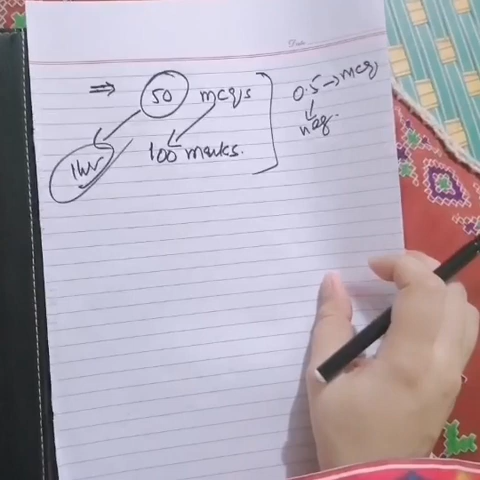 Date
⇒ 50 mcqs
1hr 100 marks.
0.5 → mcq
neg.